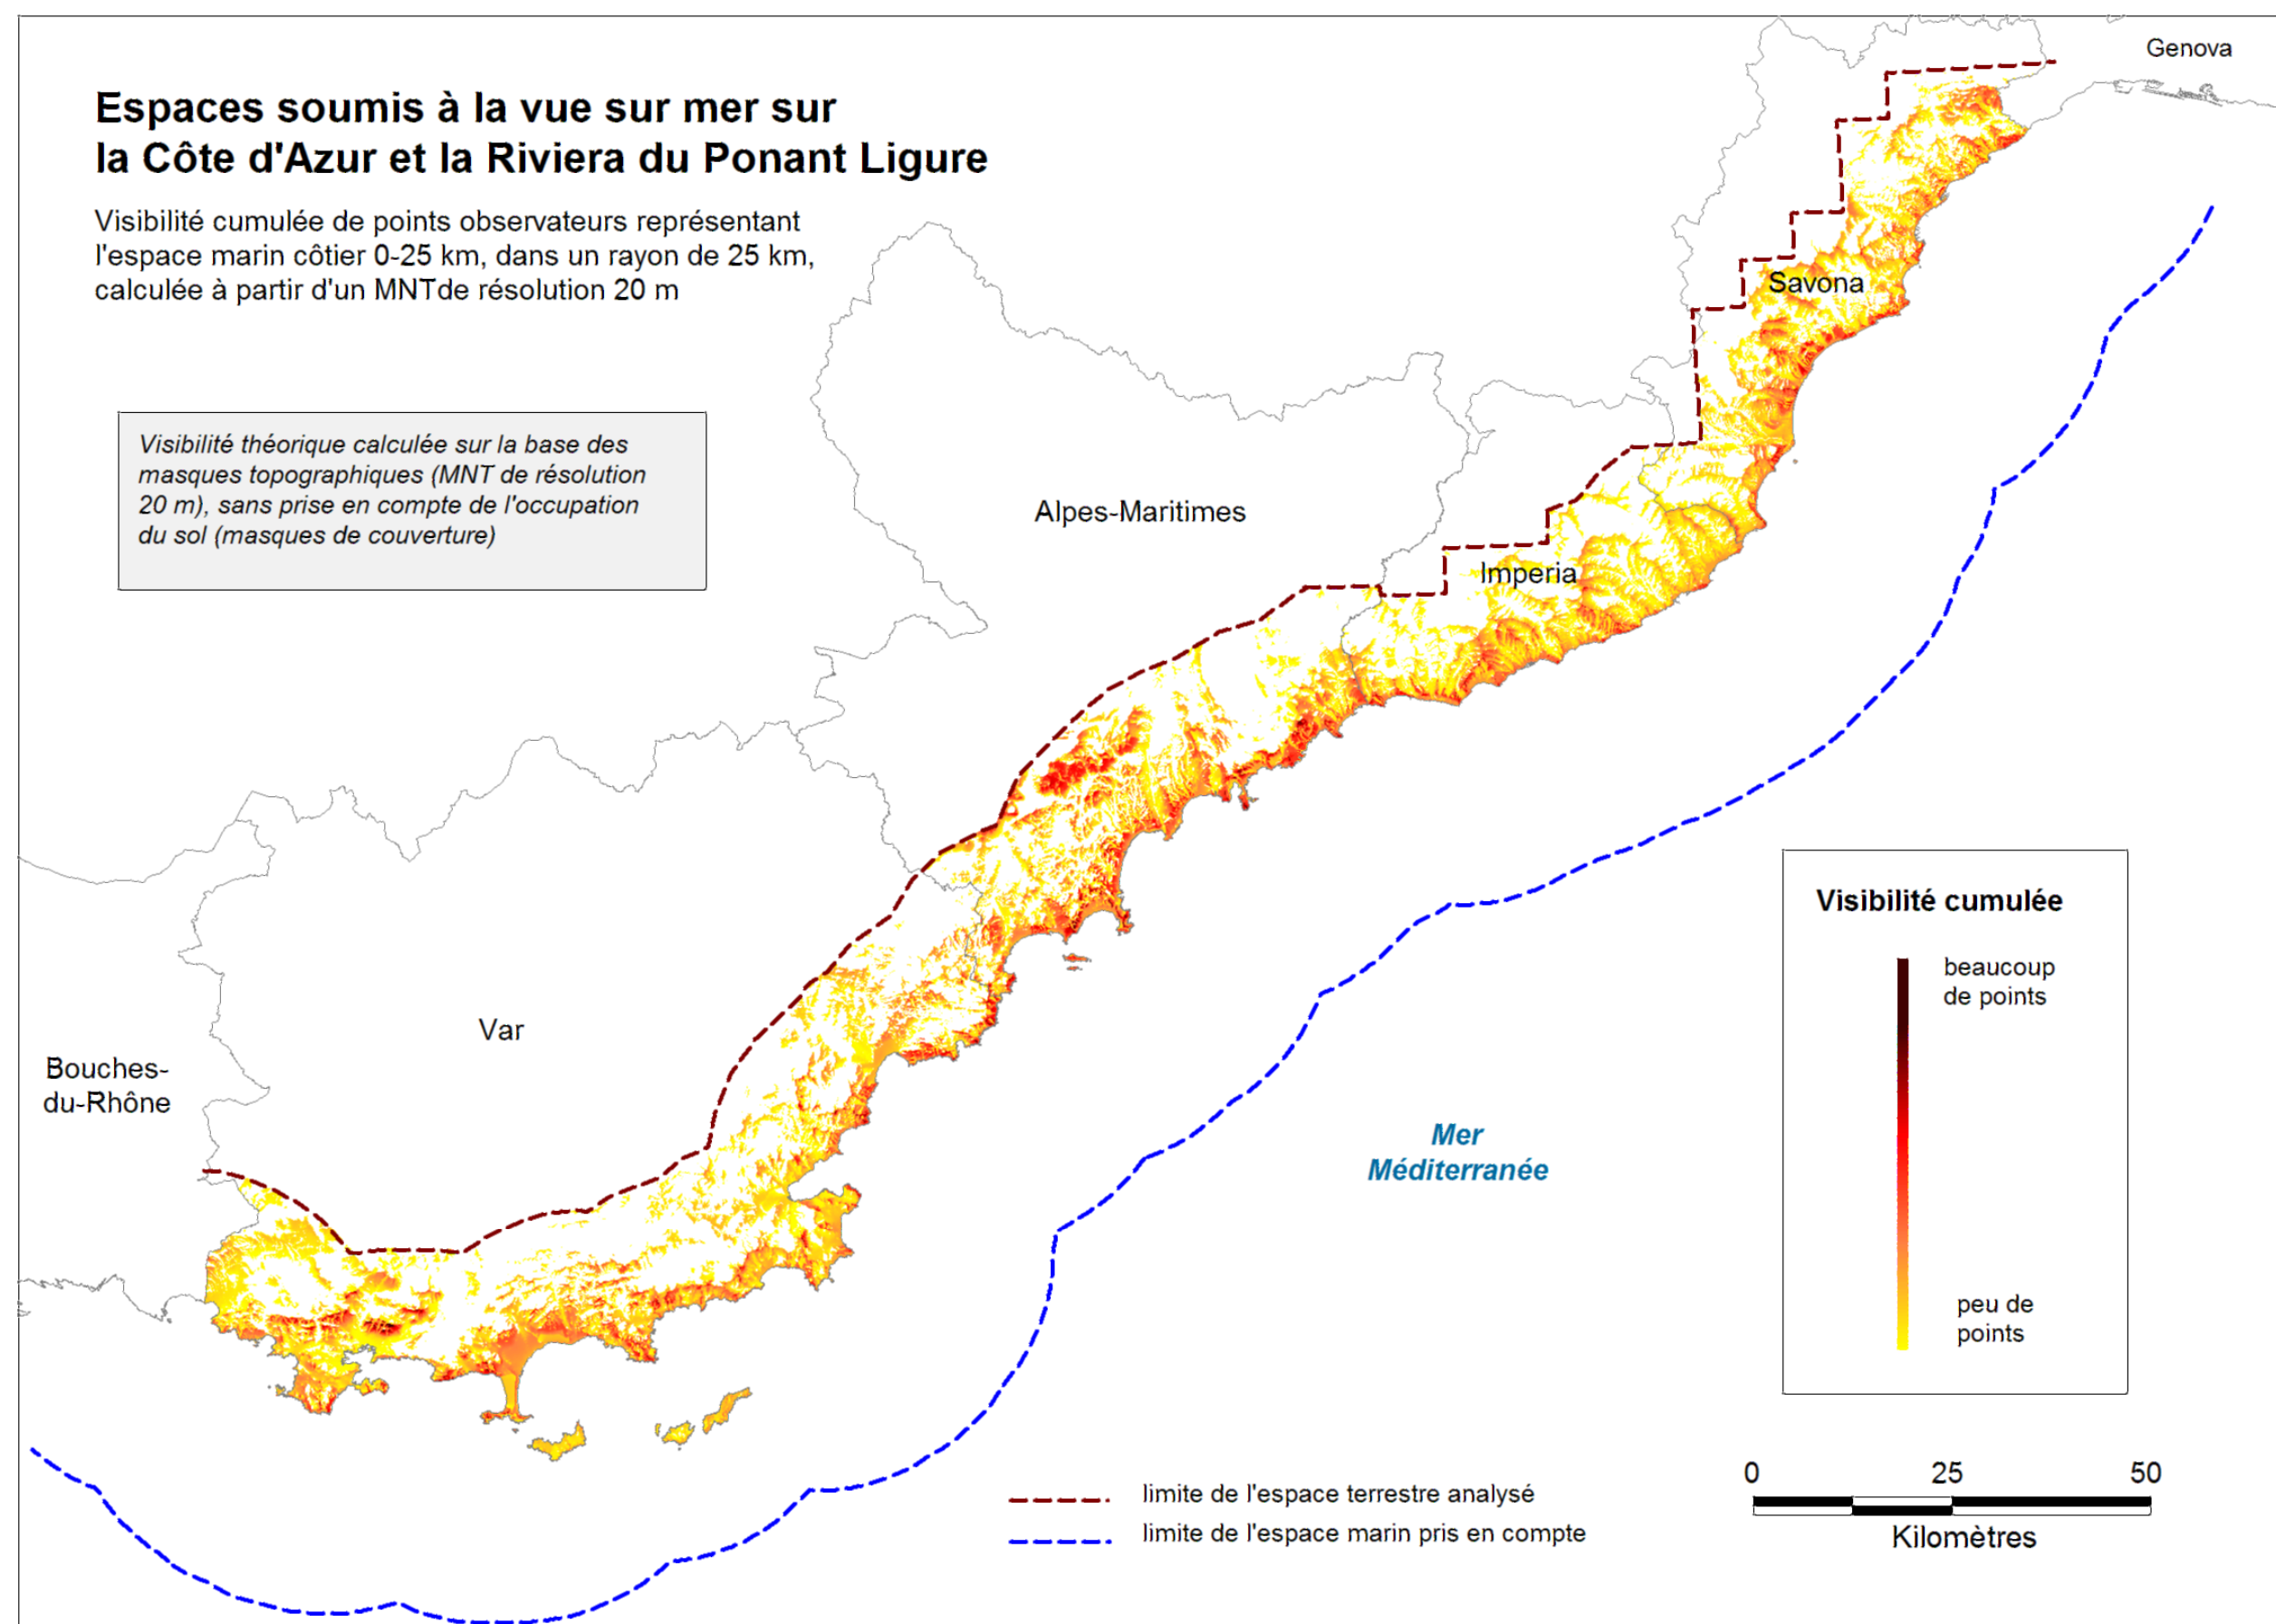 Genova
Espaces soumis à la vue sur mer sur
la Côte d'Azur et la Riviera du Ponant Ligure
Visibilité cumulée de points observateurs représentant
l'espace marin côtier 0-25 km, dans un rayon de 25 km,
calculée à partir d'un MNTde résolution 20 m
Savona
Visibilité théorique calculée sur la base des
masques topographiques (MNT de résolution
20 m), sans prise en compte de l'occupation
du sol (masques de couverture)
Alpes-Maritimes
Imperia
Var
Bouches-
du-Rhône
Mer
Méditerranée
Visibilité cumulée
beaucoup
de points
peu de
points
limite de l'espace terrestre analysé
limite de l'espace marin pris en compte
0 25 50
Kilomètres